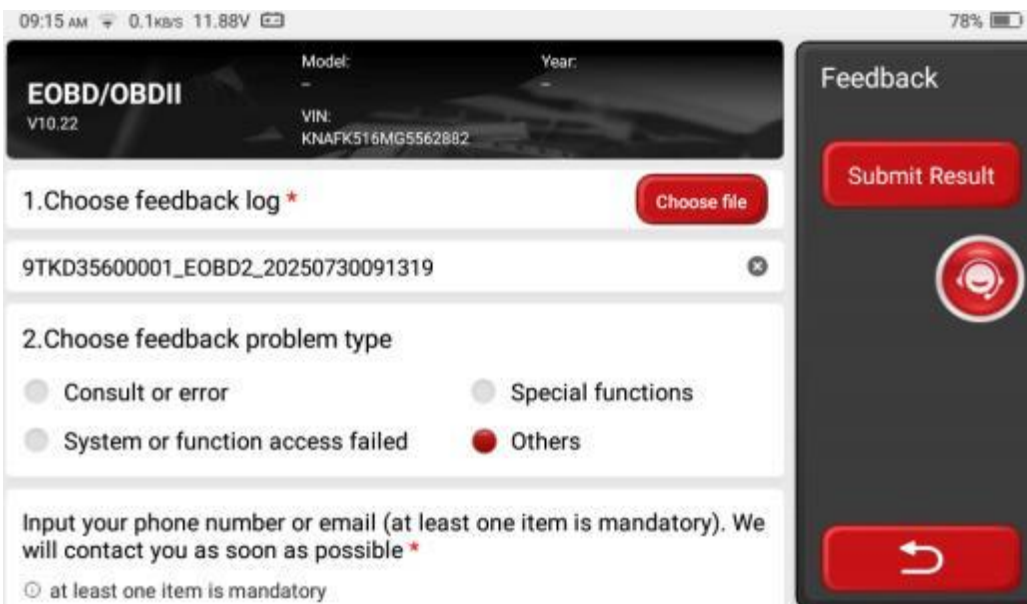 09:15 AM 0.1KB/S 11.88V 78%
EOBD/OBDII
V10.22
Model:
–
Year:
–
VIN:
KNAFK516MG5562882
Feedback
1.Choose feedback log *
Choose file
Submit Result
9TKD35600001_EOBD2_20250730091319
2.Choose feedback problem type
Consult or error
Special functions
System or function access failed
Others
Input your phone number or email (at least one item is mandatory). We
will contact you as soon as possible *
at least one item is mandatory